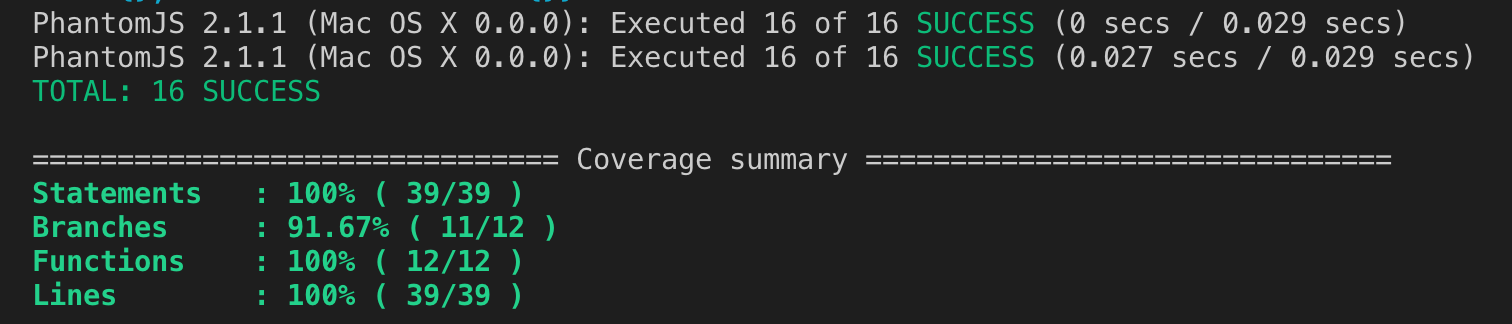 PhantomJS 2.1.1 (Mac OS X 0.0.0): Executed 16 of 16 SUCCESS (0 secs / 0.029 secs)
PhantomJS 2.1.1 (Mac OS X 0.0.0): Executed 16 of 16 SUCCESS (0.027 secs / 0.029 secs)
TOTAL: 16 SUCCESS
=============================== Coverage summary ===============================
Statements   : 100% ( 39/39 )
Branches     : 91.67% ( 11/12 )
Functions    : 100% ( 12/12 )
Lines        : 100% ( 39/39 )